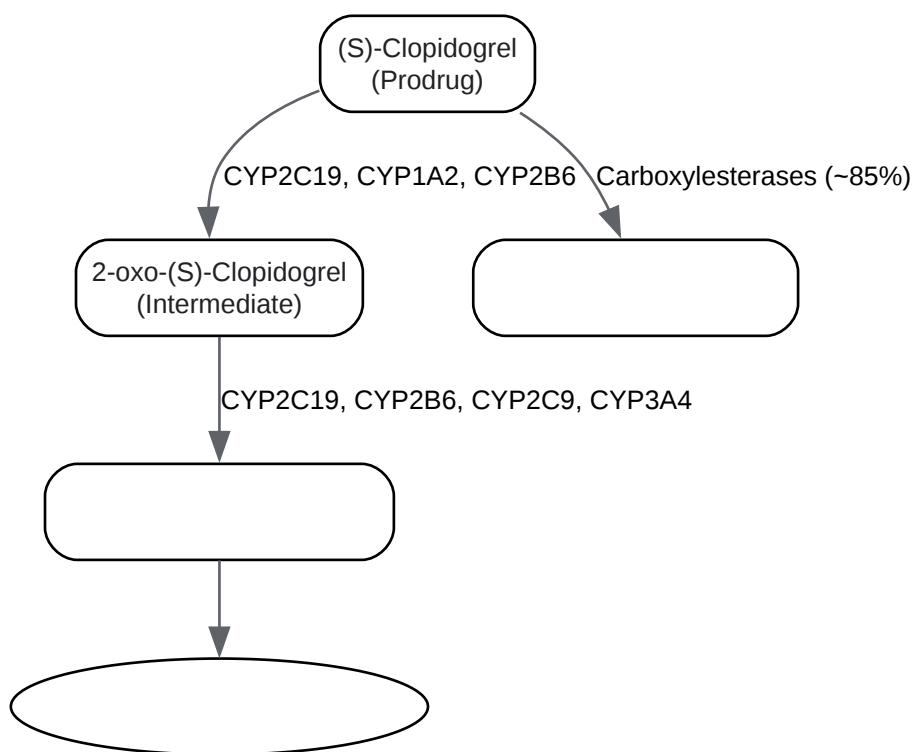 (S)-Clopidogrel
(Prodrug)
CYP2C19, CYP1A2, CYP2B6
Carboxylesterases (~85%)
2-oxo-(S)-Clopidogrel
(Intermediate)
CYP2C19, CYP2B6, CYP2C9, CYP3A4